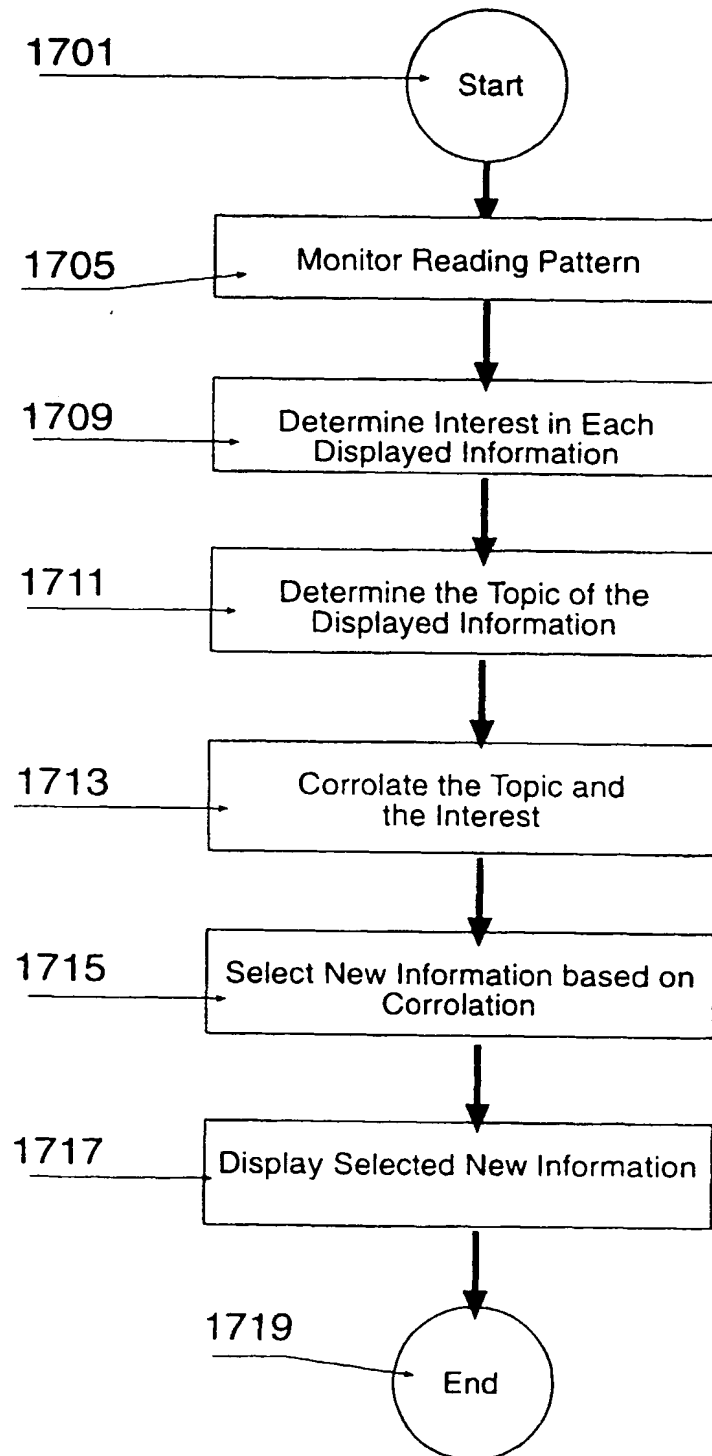 1701
Start
1705
Monitor Reading Pattern
1709
Determine Interest in Each
Displayed Information
1711
Determine the Topic of the
Displayed Information
1713
Corrolate the Topic and
the Interest
1715
Select New Information based on
Corrolation
1717
Display Selected New Information
1719
End